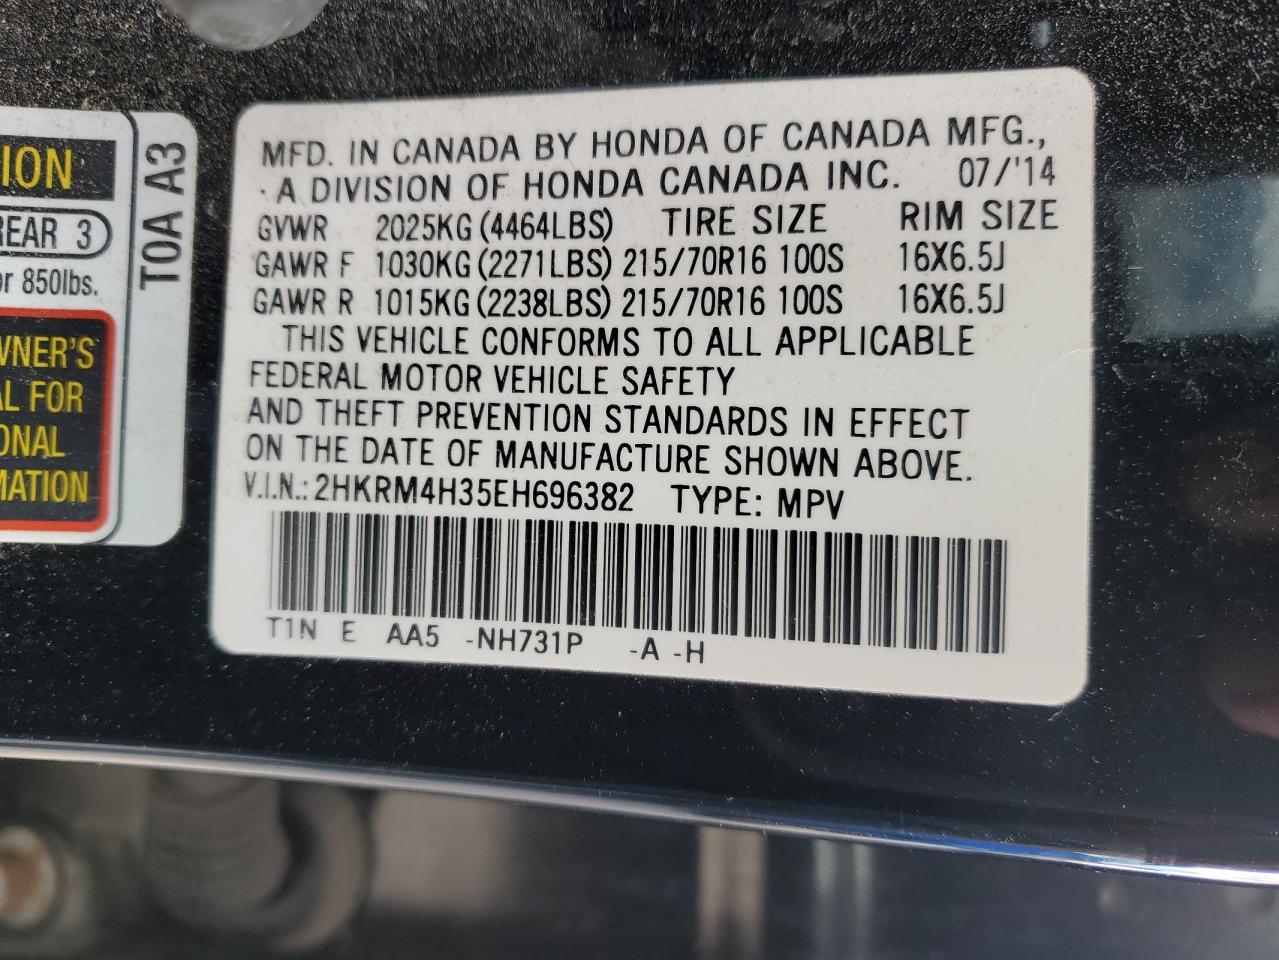 ION
REAR 3
or 850lbs.
WNER'S
AL FOR
ONAL
MATION
T0A A3
MFD. IN CANADA BY HONDA OF CANADA MFG.,
A DIVISION OF HONDA CANADA INC. 07/'14
GVWR 2025KG (4464LBS) TIRE SIZE RIM SIZE
GAWR F 1030KG (2271LBS) 215/70R16 100S 16X6.5J
GAWR R 1015KG (2238LBS) 215/70R16 100S 16X6.5J
THIS VEHICLE CONFORMS TO ALL APPLICABLE
FEDERAL MOTOR VEHICLE SAFETY
AND THEFT PREVENTION STANDARDS IN EFFECT
ON THE DATE OF MANUFACTURE SHOWN ABOVE.
V.I.N.: 2HKRM4H35EH696382 TYPE: MPV
T1N E AA5 -NH731P -A -H